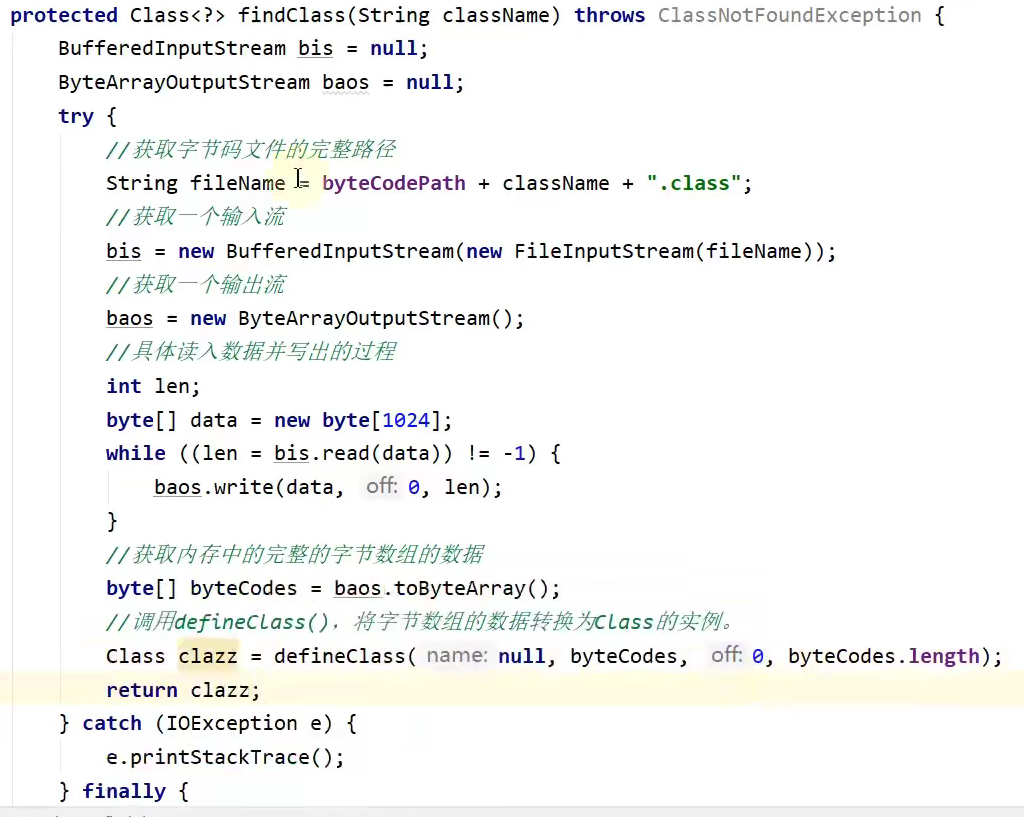 protected Class<?> findClass(String className) throws ClassNotFoundException {
BufferedInputStream bis = null;
ByteArrayOutputStream baos = null;
try {
//获取字节码文件的完整路径
String fileName = byteCodePath + className + ".class";
//获取一个输入流
bis = new BufferedInputStream(new FileInputStream(fileName));
//获取一个输出流
baos = new ByteArrayOutputStream();
//具体读入数据并写出的过程
int len;
byte[] data = new byte[1024];
while ((len = bis.read(data)) != -1) {
baos.write(data, off: 0, len);
}
//获取内存中的完整的字节数组的数据
byte[] byteCodes = baos.toByteArray();
//调用defineClass()，将字节数组的数据转换为Class的实例。
Class clazz = defineClass( name: null, byteCodes, off: 0, byteCodes.length);
return clazz;
} catch (IOException e) {
e.printStackTrace();
} finally {